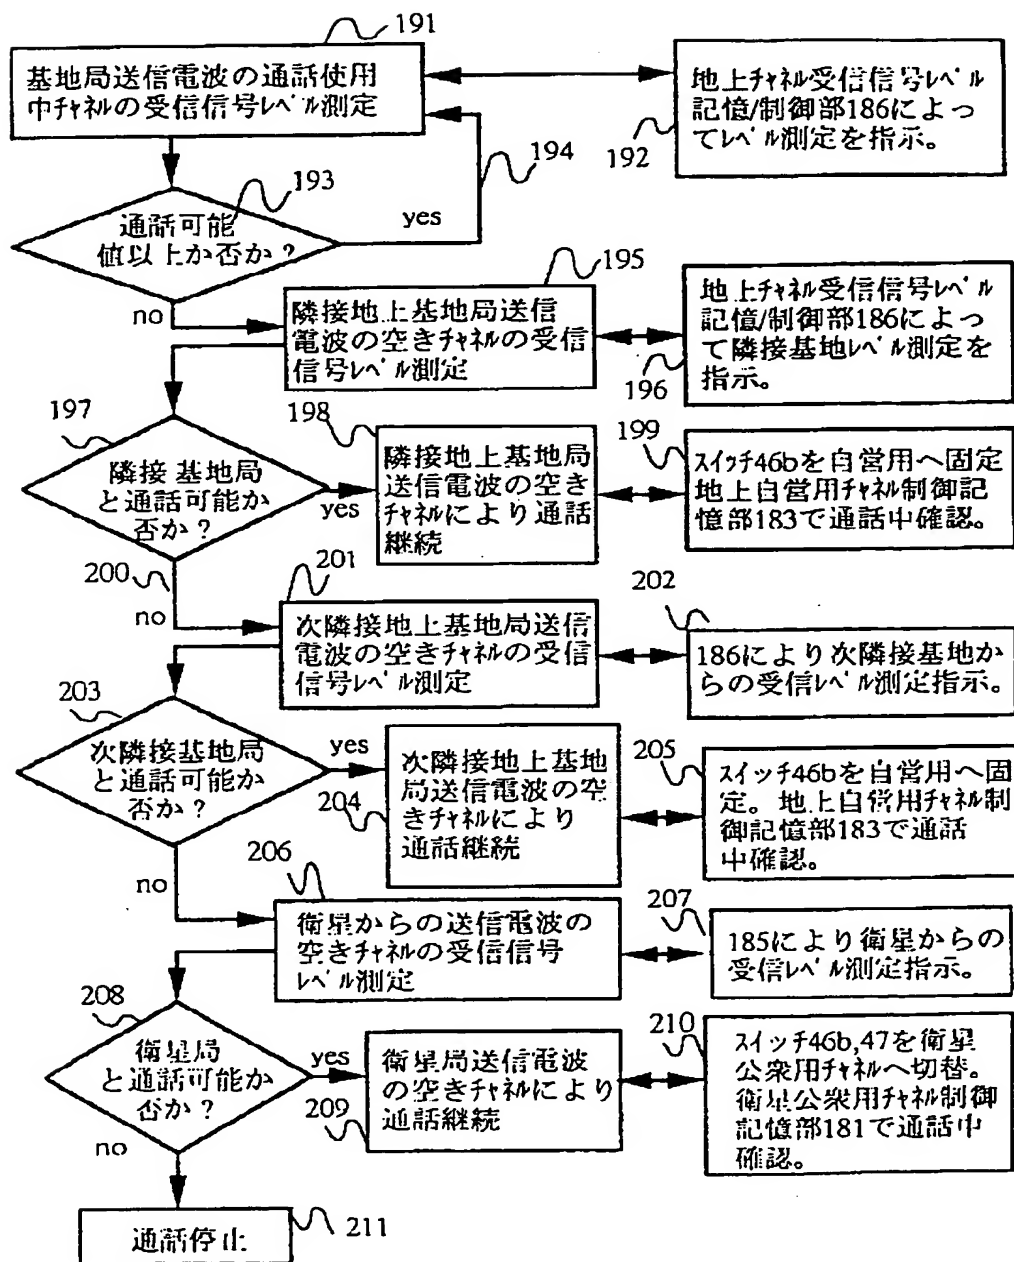 191
基地局送信電波の通話使用
中チャネルの受信信号レベル測定
地上チャネル受信信号レベル
記憶/制御部186によっ
てレベル測定を指示。
192
193
194
通話可能
値以上か否か?
yes
no
195
隣接地上基地局送信
電波の空きチャネルの受信
信号レベル測定
地上チャネル受信信号レベル
記憶/制御部186によっ
て隣接基地レベル測定を
指示。
196
197
隣接基地局
と通話可能か
否か?
yes
198
隣接地上基地局
送信電波の空き
チャネルにより通話
継続
199
スイッチ46bを自営用へ固定
地上自営用チャネル制御記
憶部183で通話中確認。
200
no
201
次隣接地上基地局送信
電波の空きチャネルの受信
信号レベル測定
202
186により次隣接基地か
らの受信レベル測定指示。
203
次隣接基地局
と通話可能か
否か?
yes
204
次隣接地上基地
局送信電波の空
きチャネルにより
通話継続
205
スイッチ46bを自営用へ固
定。地上自営用チャネル制
御記憶部183で通話
中確認。
no
206
衛星からの送信電波の
空きチャネルの受信信号
レベル測定
207
185により衛星からの
受信レベル測定指示。
208
衛星局
と通話可能か
否か?
yes
209
衛星局送信電波
の空きチャネルにより
通話継続
210
スイッチ46b,47を衛星
公衆用チャネルへ切替。
衛星公衆用チャネル制御
記憶部181で通話中
確認。
no
211
通話停止